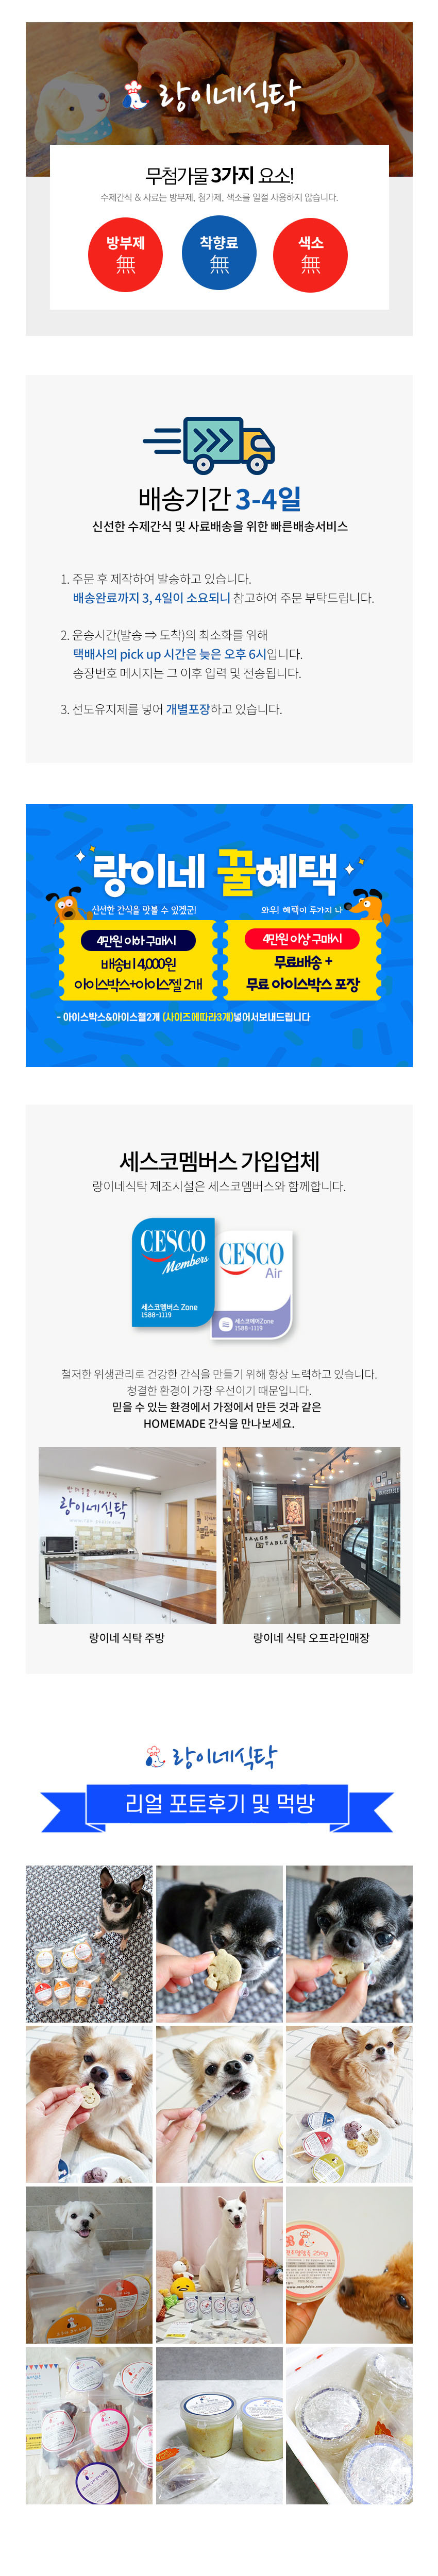 랑이네식탁
무첨가물 3가지 요소!
수제간식 & 사료는 방부제, 첨가제, 색소를 일절 사용하지 않습니다.
방부제
無
착향료
無
색소
無
배송기간 3-4일
신선한 수제간식 및 사료배송을 위한 빠른배송서비스
1. 주문 후 제작하여 발송하고 있습니다.
배송완료까지 3, 4일이 소요되니 참고하여 주문 부탁드립니다.
2. 운송시간(발송 ⇒ 도착)의 최소화를 위해
택배사의 pick up 시간은 늦은 오후 6시입니다.
송장번호 메시지는 그 이후 입력 및 전송됩니다.
3. 선도유지제를 넣어 개별포장하고 있습니다.
랑이네 꿀혜택
신선한 간식을 맛볼 수 있겠군!
와우! 혜택이 두가지 나
4만원 이하 구매시
배송비 4,000원
아이스박스+아이스젤 2개
4만원 이상 구매시
무료배송 +
무료 아이스박스 포장
- 아이스박스&아이스젤2개 (사이즈에따라3개)넣어서보내드립니다
세스코멤버스 가입업체
랑이네식탁 제조시설은 세스코멤버스와 함께합니다.
CESCO
Members
세스코멤버스 Zone
1588-1119
CESCO
Air
세스코에어Zone
1588-1119
철저한 위생관리로 건강한 간식을 만들기 위해 항상 노력하고 있습니다.
청결한 환경이 가장 우선이기 때문입니다.
믿을 수 있는 환경에서 가정에서 만든 것과 같은
HOMEMADE 간식을 만나보세요.
랑이네식탁
RANGS
TABLE
랑이네 식탁 주방
랑이네 식탁 오프라인매장
랑이네식탁
리얼 포토후기 및 먹방